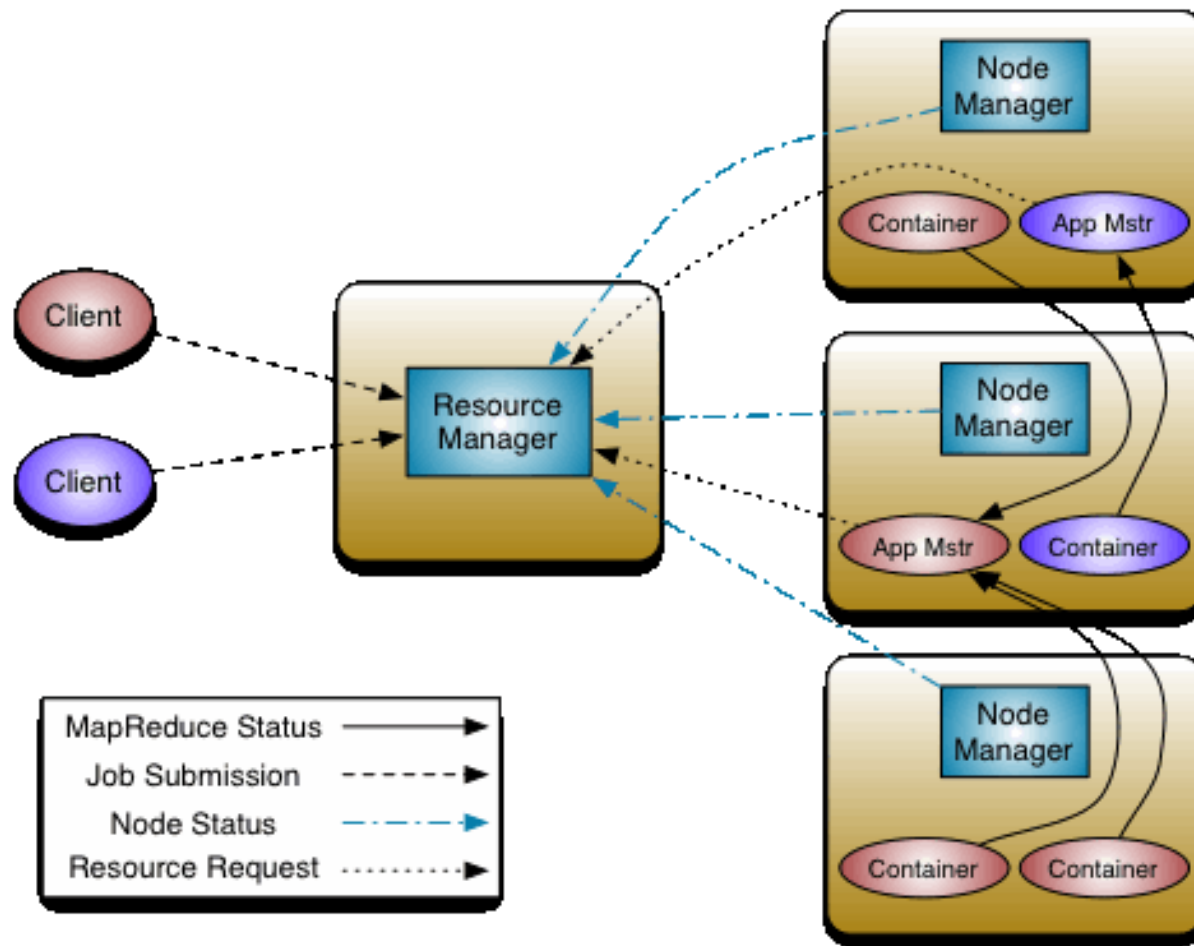 Client
Client
Resource
Manager
Node
Manager
Container
App Mstr
Node
Manager
App Mstr
Container
Node
Manager
Container
Container
MapReduce Status
Job Submission
Node Status
Resource Request